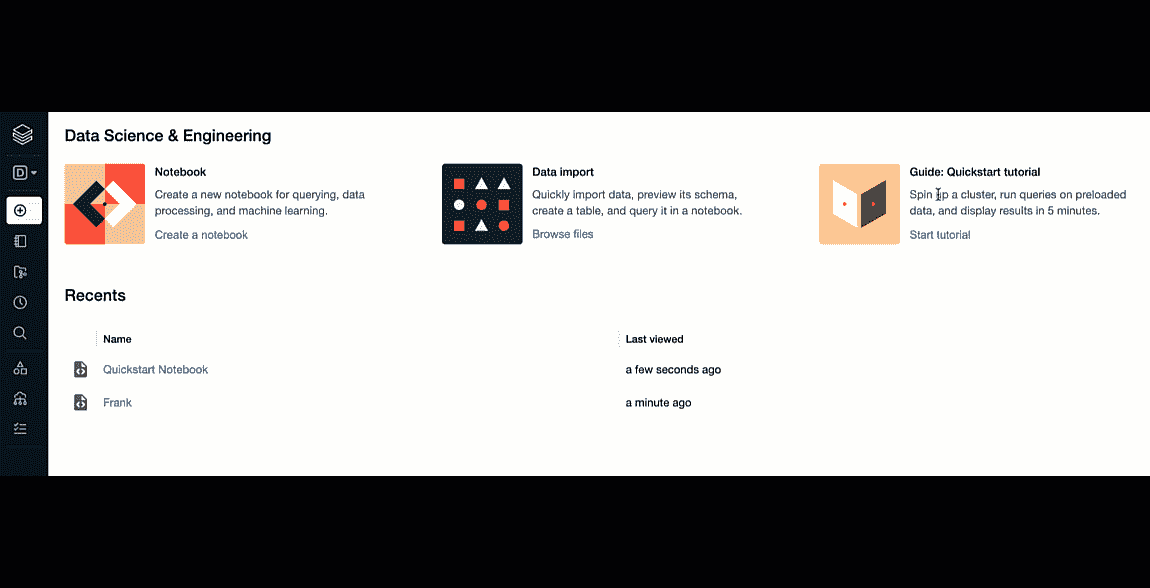 Data Science & Engineering
D
Notebook
Create a new notebook for querying, data
processing, and machine learning.
Create a notebook
Data import
Quickly import data, preview its schema,
create a table, and query it in a notebook.
Browse files
Guide: Quickstart tutorial
Spin up a cluster, run queries on preloaded
data, and display results in 5 minutes.
Start tutorial
Recents
Name Last viewed
Quickstart Notebook a few seconds ago
Frank a minute ago